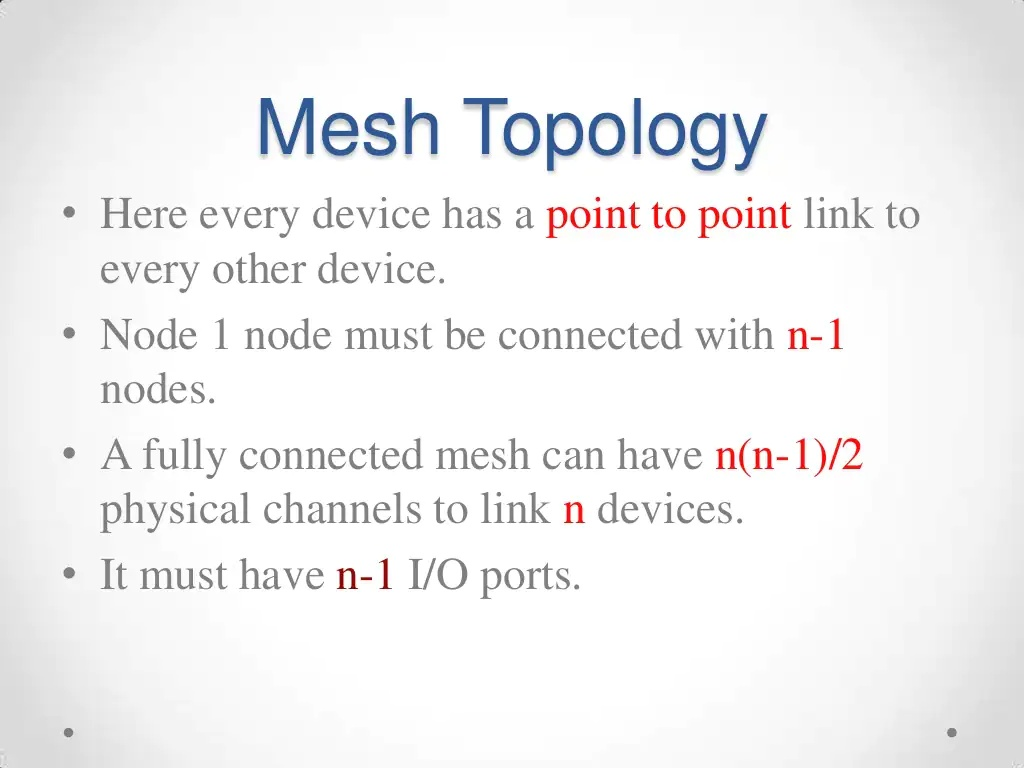 Mesh Topology
• Here every device has a point to point link to
every other device.
• Node 1 node must be connected with n-1
nodes.
• A fully connected mesh can have n(n-1)/2
physical channels to link n devices.
• It must have n-1 I/O ports.